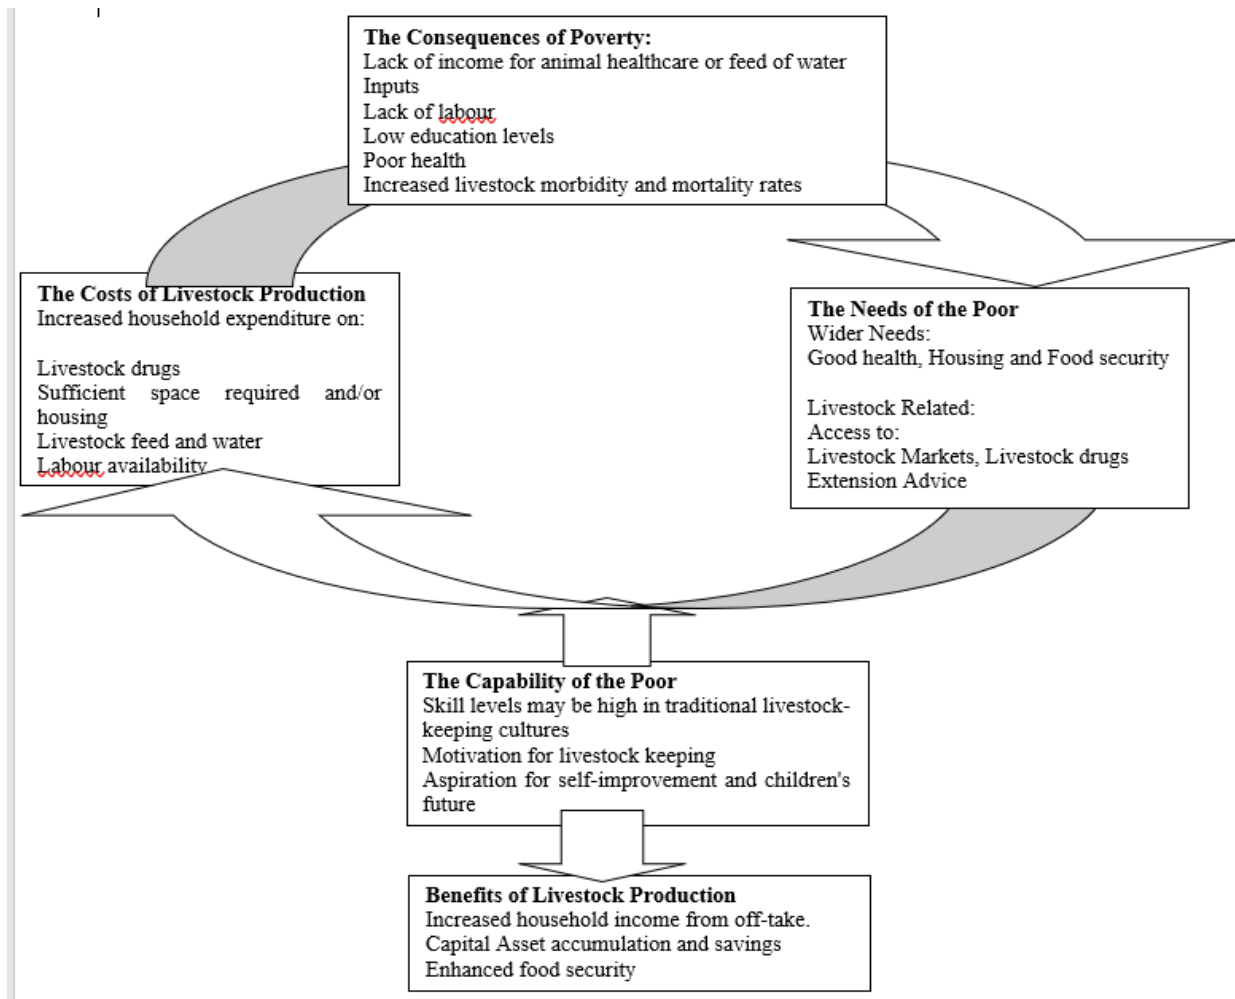 The Consequences of Poverty:
Lack of income for animal healthcare or feed of water
Inputs
Lack of labour
Low education levels
Poor health
Increased livestock morbidity and mortality rates
The Costs of Livestock Production
Increased household expenditure on:
Livestock drugs
Sufficient space required and/or
housing
Livestock feed and water
Labour availability
The Needs of the Poor
Wider Needs:
Good health, Housing and Food security
Livestock Related:
Access to:
Livestock Markets, Livestock drugs
Extension Advice
The Capability of the Poor
Skill levels may be high in traditional livestock-
keeping cultures
Motivation for livestock keeping
Aspiration for self-improvement and children's
future
Benefits of Livestock Production
Increased household income from off-take.
Capital Asset accumulation and savings
Enhanced food security